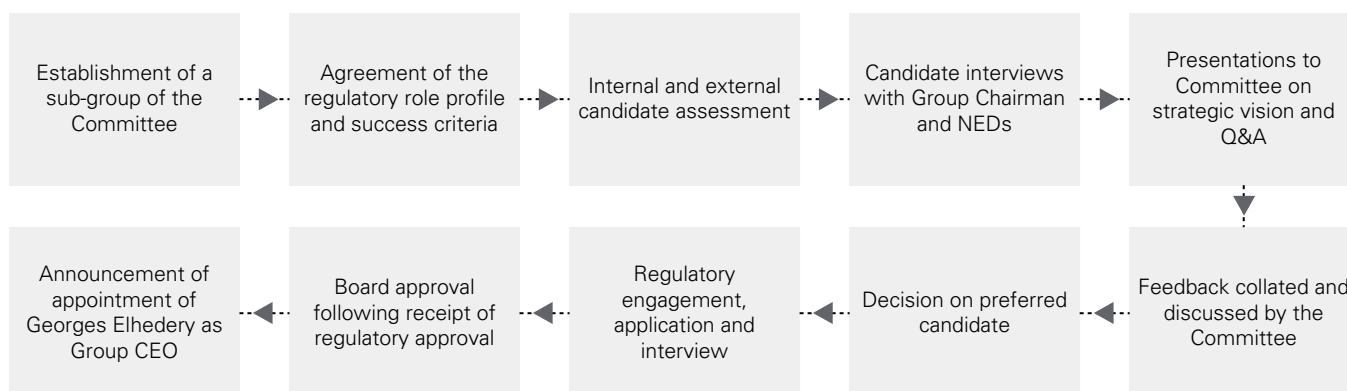 Establishment of a
sub-group of the
Committee
Agreement of the
regulatory role profile
and success criteria
Internal and external
candidate assessment
Candidate interviews
with Group Chairman
and NEDs
Presentations to
Committee on
strategic vision and
Q&A
Feedback collated and
discussed by the
Committee
Decision on preferred
candidate
Regulatory
engagement,
application and
interview
Board approval
following receipt of
regulatory approval
Announcement of
appointment of
Georges Elhedery as
Group CEO